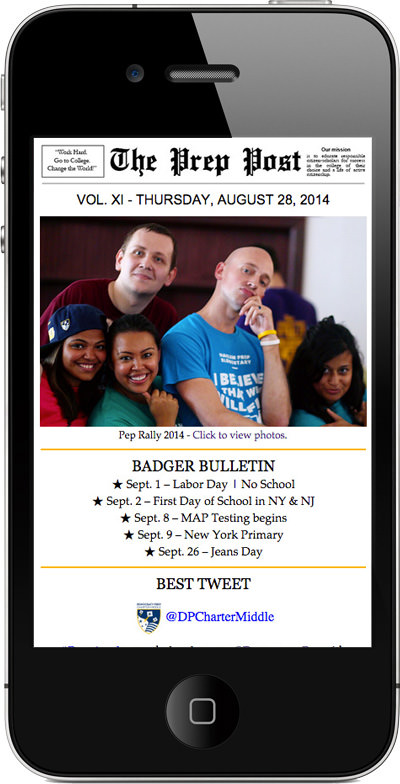 "Work Hard.
Go to College.
Change the World!"
The Prep Post
Our mission
is to educate responsible
citizen-scholars for success
in the college of their
choice and a life of active
citizenship.
VOL. XI - THURSDAY, AUGUST 28, 2014
I BELIEVE
Pep Rally 2014 - Click to view photos.
BADGER BULLETIN
★ Sept. 1 – Labor Day | No School
★ Sept. 2 – First Day of School in NY & NJ
★ Sept. 8 – MAP Testing begins
★ Sept. 9 – New York Primary
★ Sept. 26 – Jeans Day
BEST TWEET
@DPCharterMiddle